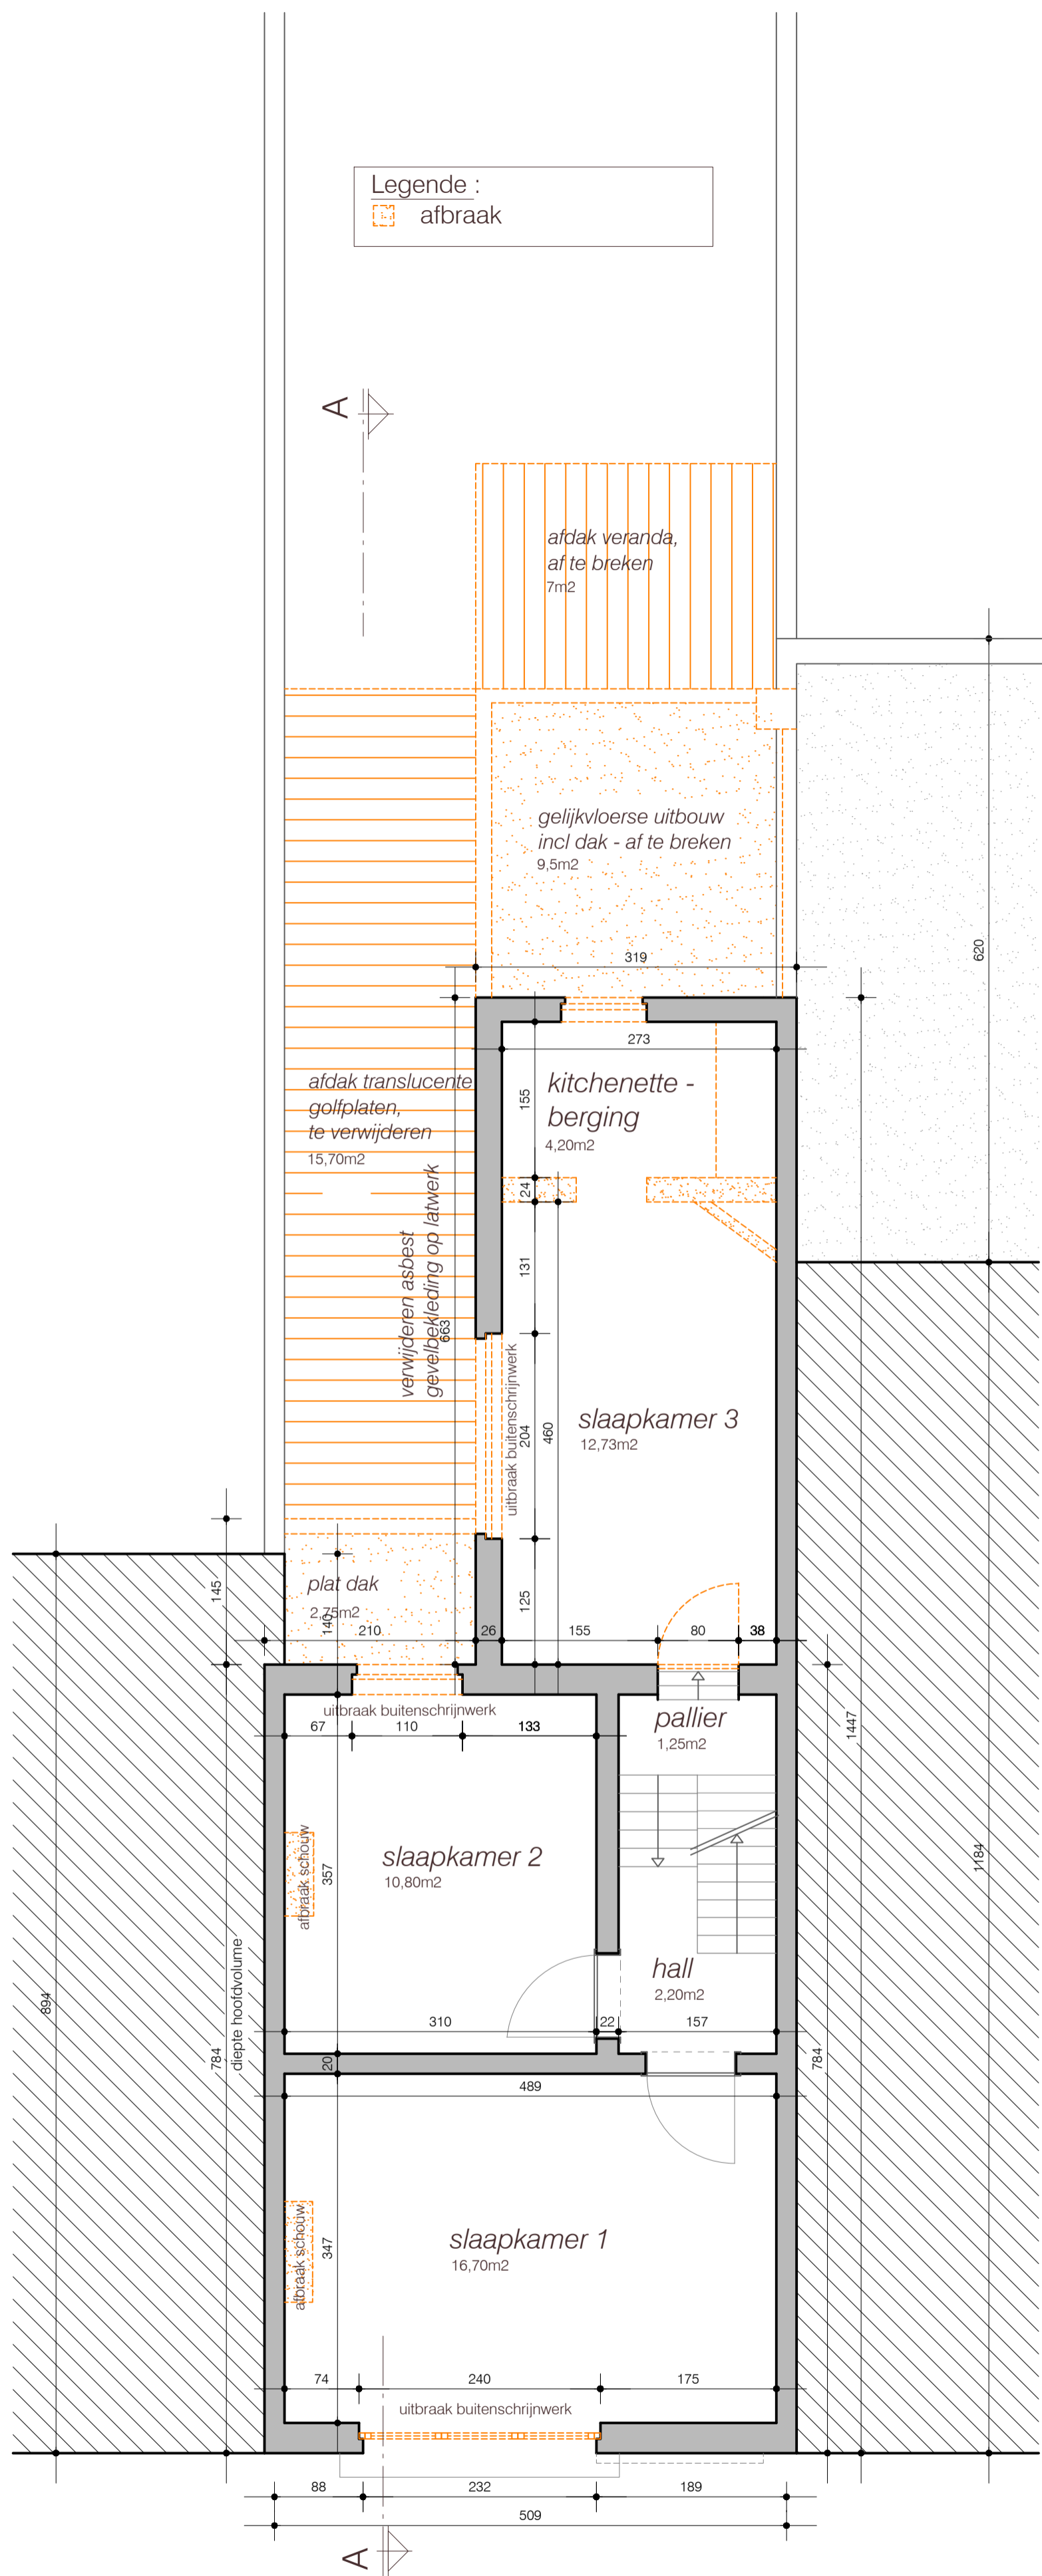 Legende :
afbraak
A
afdak veranda,
af te breken
7m2
gelijkvloerse uitbouw
incl dak - af te breken
9,5m2
620
319
273
afdak translucente
golfplaten,
te verwijderen
15,70m2
kitchenette -
berging
4,20m2
155
24
131
verwijderen asbest
gevelbekleding op latwerk
663
uitbraak buitenschrijnwerk
204
460
slaapkamer 3
12,73m2
125
plat dak
2,75m2
145
140
210
26
155
80
38
uitbraak buitenschrijnwerk
67
110
133
pallier
1,25m2
1447
1184
slaapkamer 2
10,80m2
afbraak schouw
357
hall
2,20m2
894
784
diepte hoofdvolume
310
22
157
784
20
489
slaapkamer 1
16,70m2
afbraak schouw
347
74
240
175
uitbraak buitenschrijnwerk
88
232
189
509
A